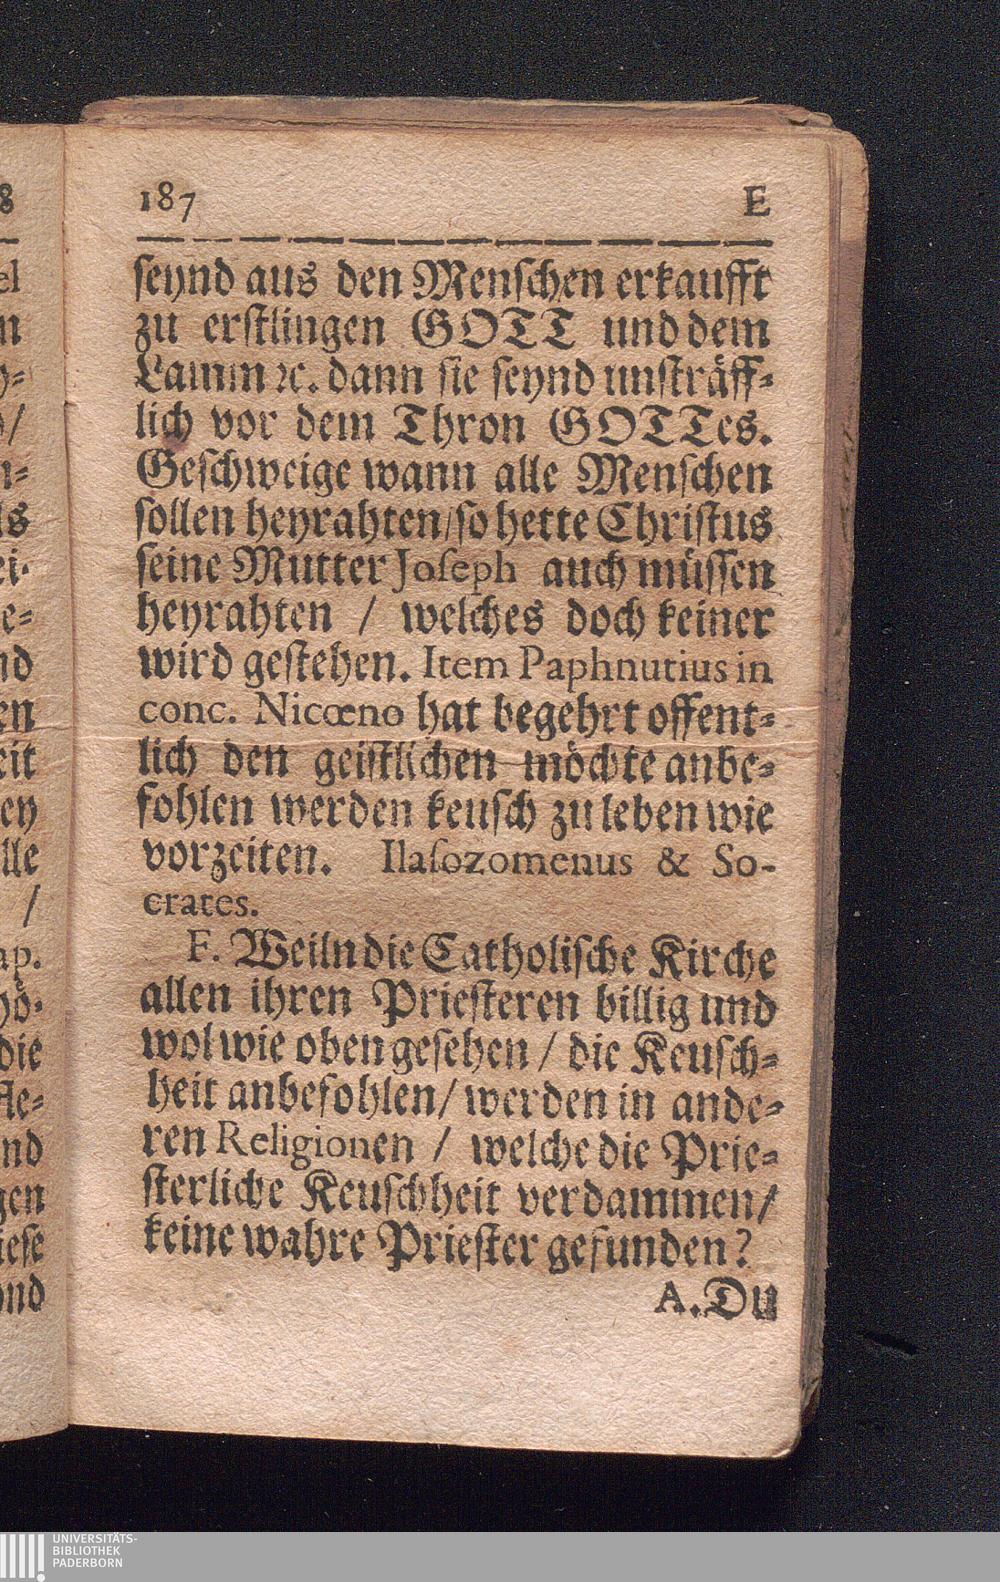 187 E
seynd aus den Menschen erkaufft
zu erstlingen GOTT und dem
Lamm ꝛc. dann sie seynd unsträff-
lich vor dem Thron GOTTes.
Geschweige wann alle Menschen
sollen heyrahten/ so hette Christus
seine Mutter Joseph auch müssen
heyrahten / welches doch keiner
wird gestehen. Item Paphnutius in
conc. Nicœno hat begehrt offent-
lich den geistlichen möchte anbe-
fohlen werden keusch zu leben wie
vorzeiten. Ilasozomenus & So-
crates.
F. Weiln die Catholische Kirche
allen ihren Priesteren billig und
wol wie oben gesehen / die Keusch-
heit anbefohlen/ werden in ande-
ren Religionen / welche die Prie-
sterliche Keuschheit verdammen/
keine wahre Priester gefunden?
A. Du
UNIVERSITÄTS-
BIBLIOTHEK
PADERBORN